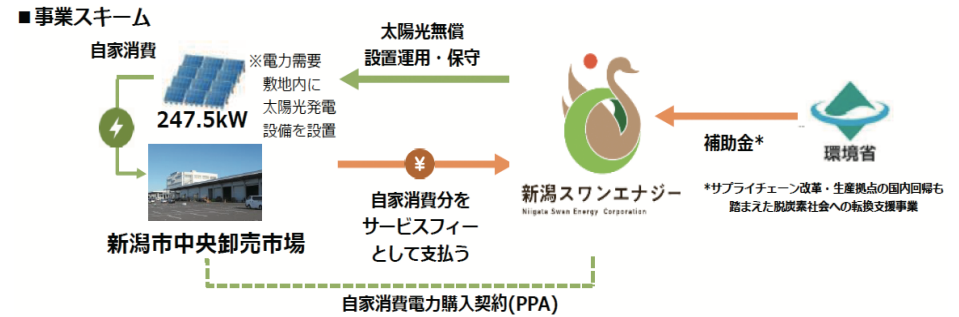 ■事業スキーム
自家消費
247.5kW
※電力需要
敷地内に
太陽光発電
設備を設置
太陽光無償
設置運用・保守
新潟スワンエナジー
Niigata Swan Energy Corporation
補助金*
環境省
*サプライチェーン改革・生産拠点の国内回帰も
踏まえた脱炭素社会への転換支援事業
¥
自家消費分を
サービスフィー
として支払う
新潟市中央卸売市場
自家消費電力購入契約(PPA)